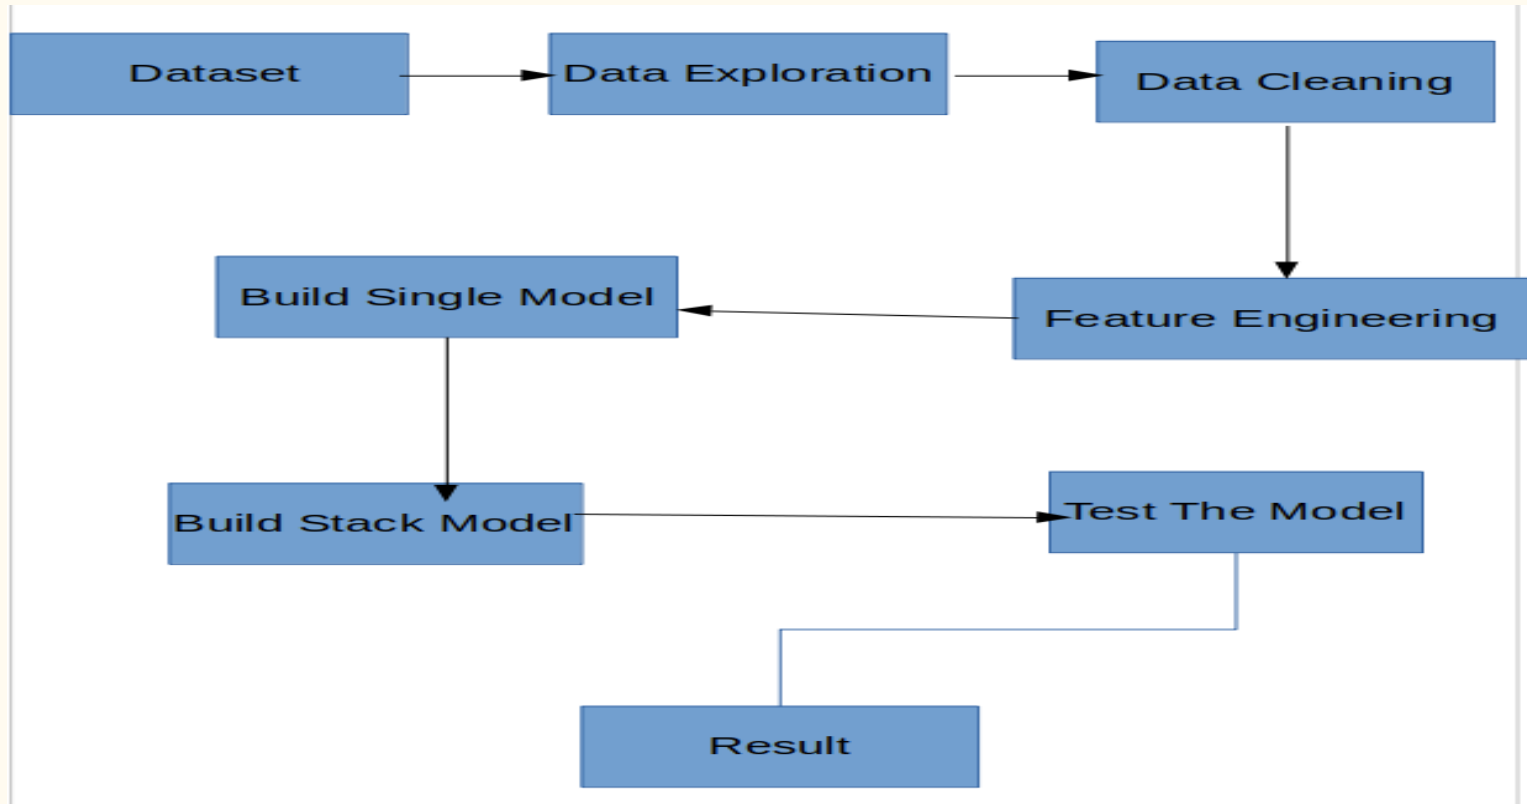 Dataset
Data Exploration
Data Cleaning
Feature Engineering
Build Single Model
Build Stack Model
Test The Model
Result